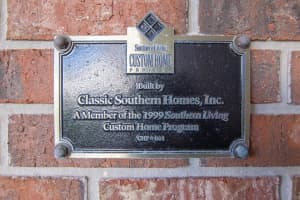 Southern Living
CUSTOM HOME
PROGRAM
Built by
Classic Southern Homes, Inc.
A Member of the 1999 Southern Living
Custom Home Program